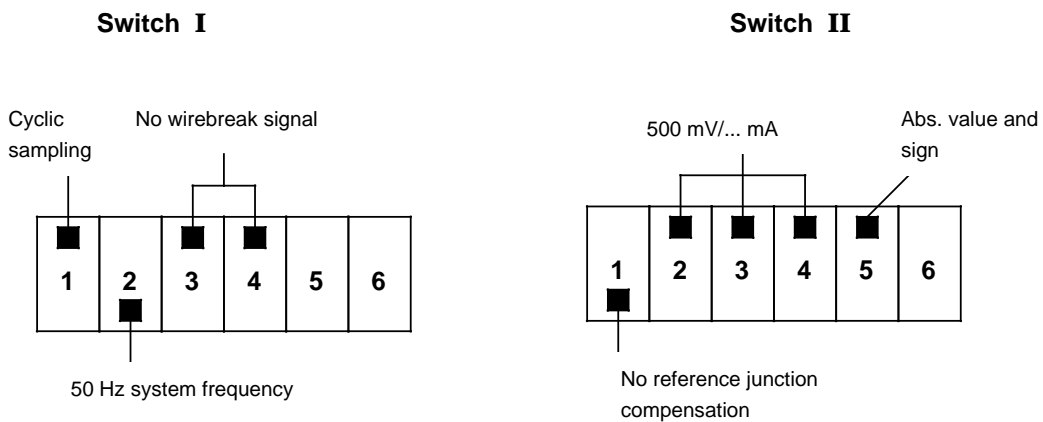 Switch I
Switch II
Cyclic
sampling
No wirebreak signal
500 mV/... mA
Abs. value and
sign
1 2 3 4 5 6
1 2 3 4 5 6
50 Hz system frequency
No reference junction
compensation